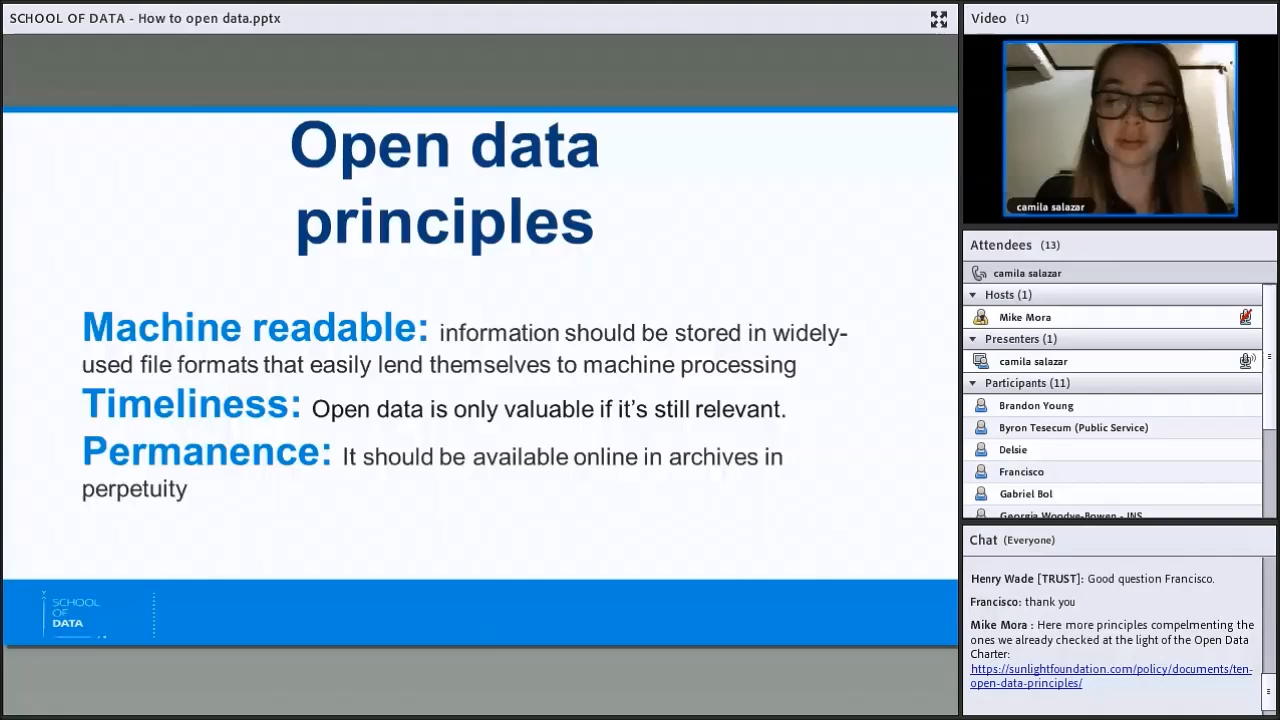 SCHOOL OF DATA - How to open data.pptx
Open data
principles
Machine readable: information should be stored in widely-
used file formats that easily lend themselves to machine processing
Timeliness: Open data is only valuable if it’s still relevant.
Permanence: It should be available online in archives in
perpetuity
SCHOOL
OF
DATA
Video (1)
camila salazar
Attendees (13)
camila salazar
Hosts (1)
Mike Mora
Presenters (1)
camila salazar
Participants (11)
Brandon Young
Byron Tesecum (Public Service)
Delsie
Francisco
Gabriel Bol
Georgia Woodye-Bowen - INS
Chat (Everyone)
Henry Wade [TRUST]: Good question Francisco.
Francisco: thank you
Mike Mora : Here more principles compelmenting the
ones we already checked at the light of the Open Data
Charter:
https://sunlightfoundation.com/policy/documents/ten-
open-data-principles/